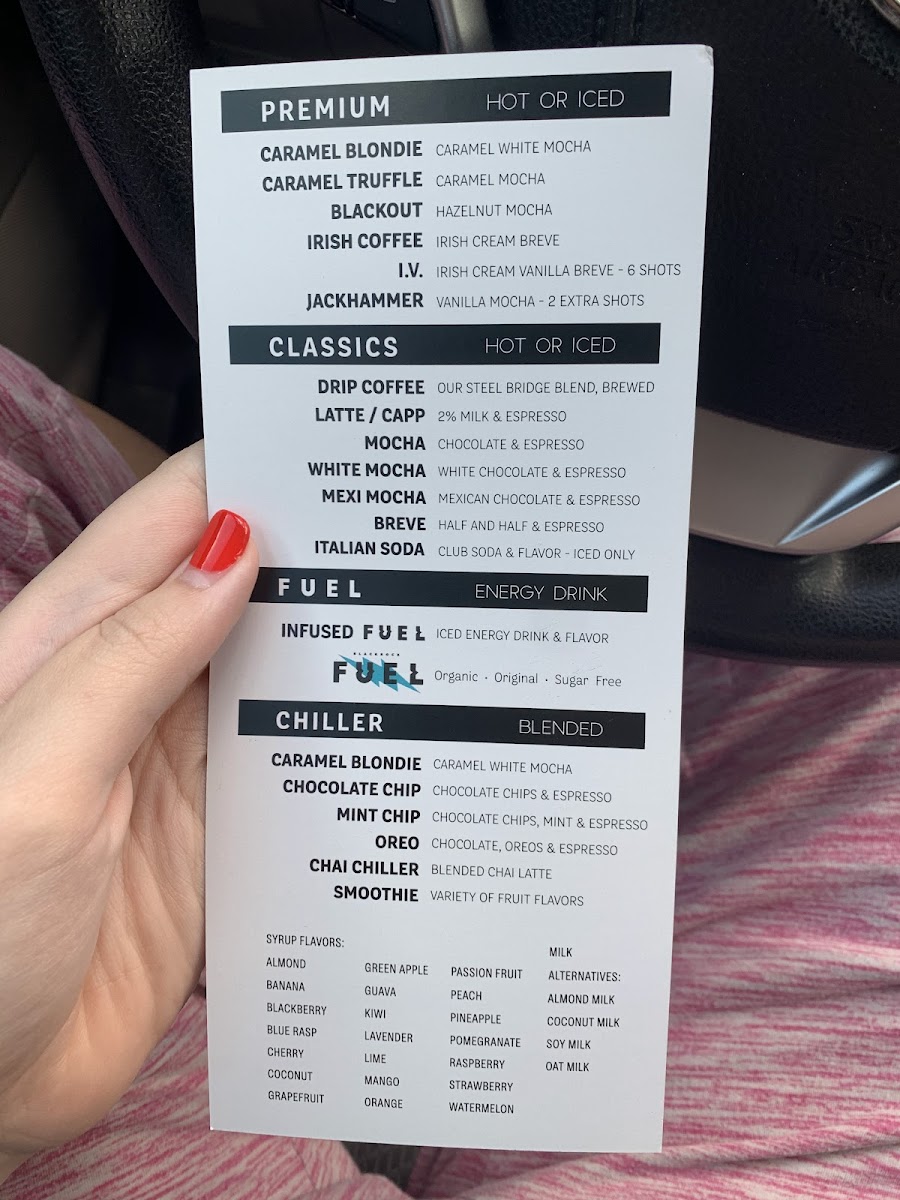 PREMIUM HOT OR ICED
CARAMEL BLONDIE CARAMEL WHITE MOCHA
CARAMEL TRUFFLE CARAMEL MOCHA
BLACKOUT HAZELNUT MOCHA
IRISH COFFEE IRISH CREAM BREVE
I.V. IRISH CREAM VANILLA BREVE - 6 SHOTS
JACKHAMMER VANILLA MOCHA - 2 EXTRA SHOTS
CLASSICS HOT OR ICED
DRIP COFFEE OUR STEEL BRIDGE BLEND, BREWED
LATTE / CAPP 2% MILK & ESPRESSO
MOCHA CHOCOLATE & ESPRESSO
WHITE MOCHA WHITE CHOCOLATE & ESPRESSO
MEXI MOCHA MEXICAN CHOCOLATE & ESPRESSO
BREVE HALF AND HALF & ESPRESSO
ITALIAN SODA CLUB SODA & FLAVOR - ICED ONLY
FUEL ENERGY DRINK
INFUSED FUEL ICED ENERGY DRINK & FLAVOR
BLACKROCK
FUEL Organic · Original · Sugar Free
CHILLER BLENDED
CARAMEL BLONDIE CARAMEL WHITE MOCHA
CHOCOLATE CHIP CHOCOLATE CHIPS & ESPRESSO
MINT CHIP CHOCOLATE CHIPS, MINT & ESPRESSO
OREO CHOCOLATE, OREOS & ESPRESSO
CHAI CHILLER BLENDED CHAI LATTE
SMOOTHIE VARIETY OF FRUIT FLAVORS
SYRUP FLAVORS:
ALMOND
BANANA
BLACKBERRY
BLUE RASP
CHERRY
COCONUT
GRAPEFRUIT
GREEN APPLE
GUAVA
KIWI
LAVENDER
LIME
MANGO
ORANGE
PASSION FRUIT
PEACH
PINEAPPLE
POMEGRANATE
RASPBERRY
STRAWBERRY
WATERMELON
MILK
ALTERNATIVES:
ALMOND MILK
COCONUT MILK
SOY MILK
OAT MILK